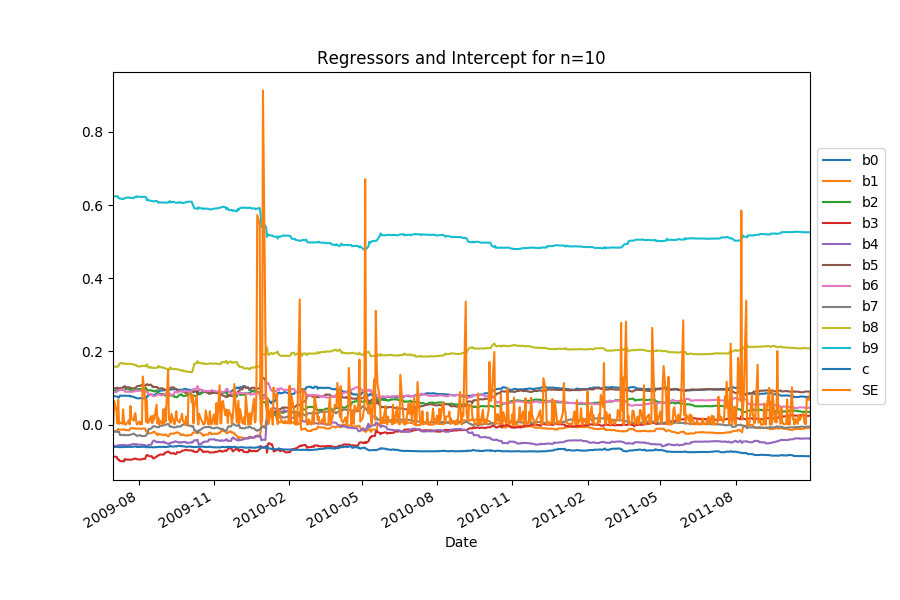 Regressors and Intercept for n=10
0.8
0.6
0.4
0.2
0.0
2009-08
2009-11
2010-02
2010-05
2010-08
2010-11
2011-02
2011-05
2011-08
Date
b0
b1
b2
b3
b4
b5
b6
b7
b8
b9
c
SE